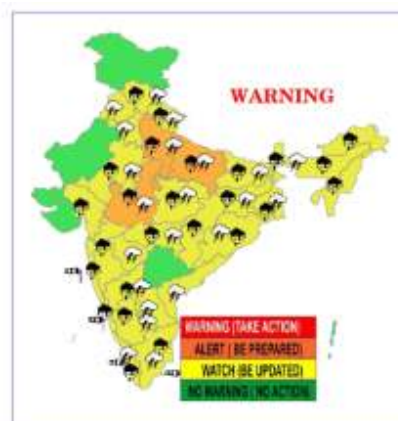 WARNING
WARNING (TAKE ACTION)
ALERT ( BE PREPARED)
WATCH (BE UPDATED)
NO WARNING ( NO ACTION)